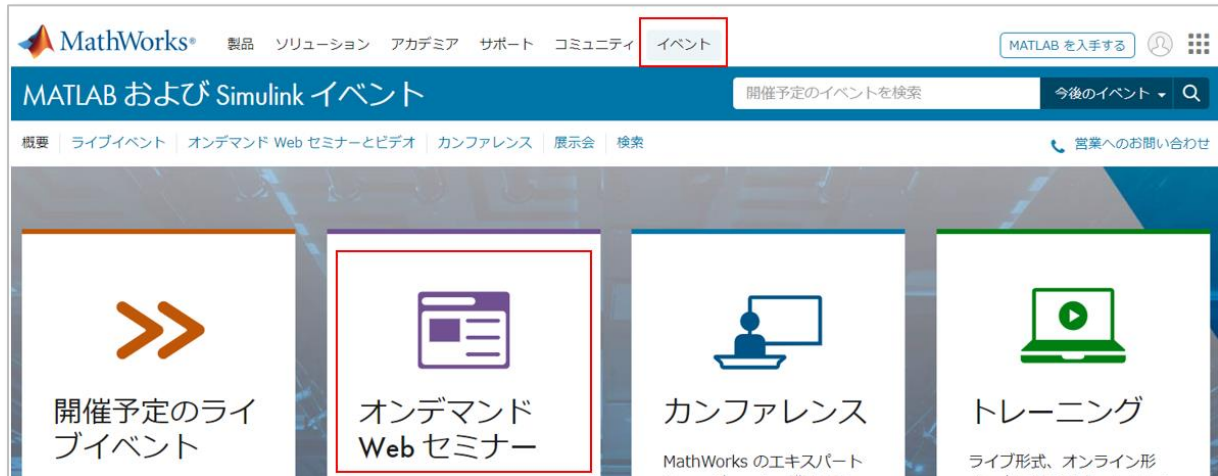 MathWorks® 製品 ソリューション アカデミア サポート コミュニティ イベント MATLAB を入手する
MATLAB および Simulink イベント 開催予定のイベントを検索 今後のイベント
概要 ライブイベント オンデマンド Web セミナーとビデオ カンファレンス 展示会 検索 営業へのお問い合わせ
開催予定のライ
ブイベント
オンデマンド
Web セミナー
カンファレンス
MathWorks のエキスパート
トレーニング
ライブ形式、オンライン形